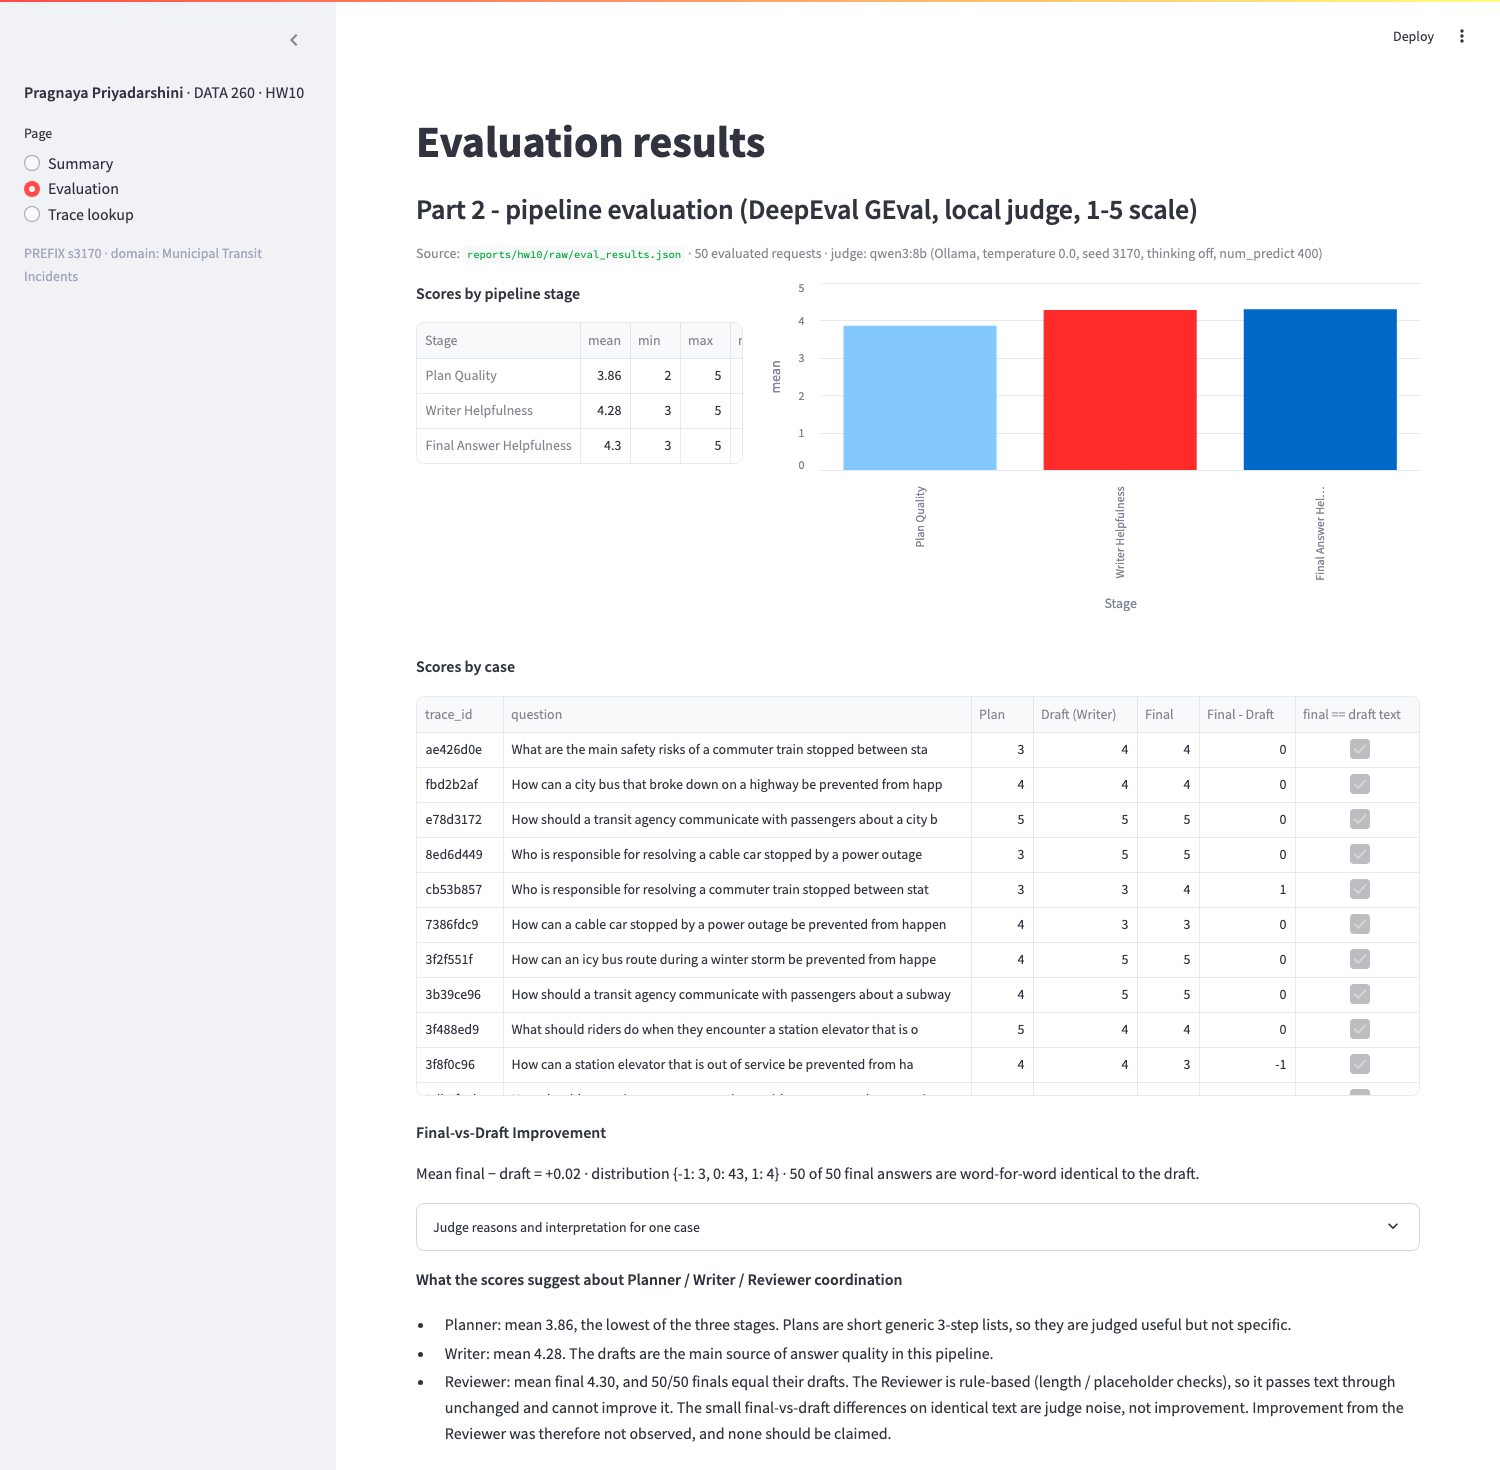 Deploy
Pragnaya Priyadarshini · DATA 260 · HW10
Page
Summary
Evaluation
Trace lookup
PREFIX s3170 · domain: Municipal Transit
Incidents
Evaluation results
Part 2 - pipeline evaluation (DeepEval GEval, local judge, 1-5 scale)
Source: reports/hw10/raw/eval_results.json · 50 evaluated requests · judge: qwen3:8b (Ollama, temperature 0.0, seed 3170, thinking off, num_predict 400)
Scores by pipeline stage
Stage mean min max
Plan Quality 3.86 2 5
Writer Helpfulness 4.28 3 5
Final Answer Helpfulness 4.3 3 5
5
4
3
2
1
0
mean
Plan Quality
Writer Helpfulness
Final Answer Hel...
Stage
Scores by case
trace_id question Plan Draft (Writer) Final Final - Draft final == draft text
ae426d0e What are the main safety risks of a commuter train stopped between sta 3 4 4 0
fbd2b2af How can a city bus that broke down on a highway be prevented from happ 4 4 4 0
e78d3172 How should a transit agency communicate with passengers about a city b 5 5 5 0
8ed6d449 Who is responsible for resolving a cable car stopped by a power outage 3 5 5 0
cb53b857 Who is responsible for resolving a commuter train stopped between stat 3 3 4 1
7386fdc9 How can a cable car stopped by a power outage be prevented from happen 4 3 3 0
3f2f551f How can an icy bus route during a winter storm be prevented from happe 4 5 5 0
3b39ce96 How should a transit agency communicate with passengers about a subway 4 5 5 0
3f488ed9 What should riders do when they encounter a station elevator that is o 5 4 4 0
3f8f0c96 How can a station elevator that is out of service be prevented from ha 4 4 3 -1
Final-vs-Draft Improvement
Mean final − draft = +0.02 · distribution {-1: 3, 0: 43, 1: 4} · 50 of 50 final answers are word-for-word identical to the draft.
Judge reasons and interpretation for one case
What the scores suggest about Planner / Writer / Reviewer coordination
• Planner: mean 3.86, the lowest of the three stages. Plans are short generic 3-step lists, so they are judged useful but not specific.
• Writer: mean 4.28. The drafts are the main source of answer quality in this pipeline.
• Reviewer: mean final 4.30, and 50/50 finals equal their drafts. The Reviewer is rule-based (length / placeholder checks), so it passes text through
unchanged and cannot improve it. The small final-vs-draft differences on identical text are judge noise, not improvement. Improvement from the
Reviewer was therefore not observed, and none should be claimed.